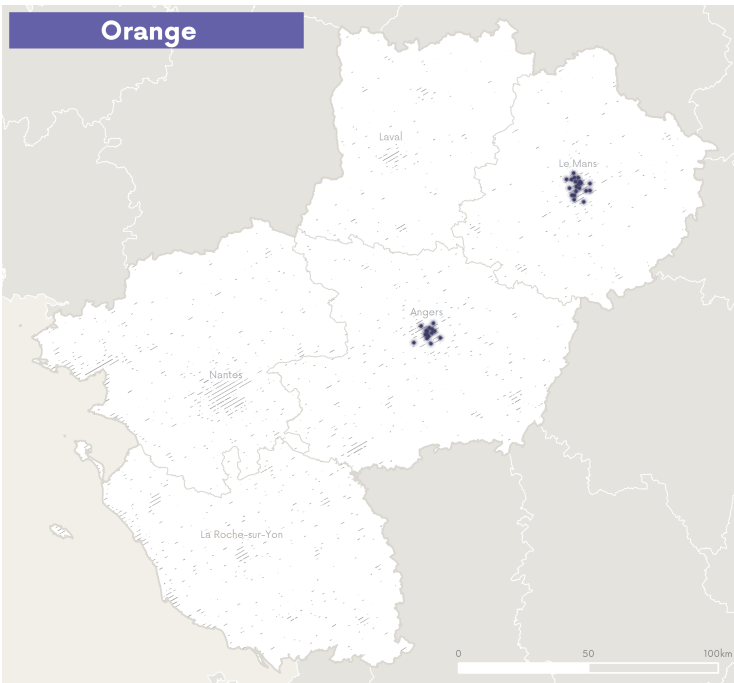 Orange
Laval
Le Mans
Angers
Nantes
La Roche-sur-Yon
0 50 100km